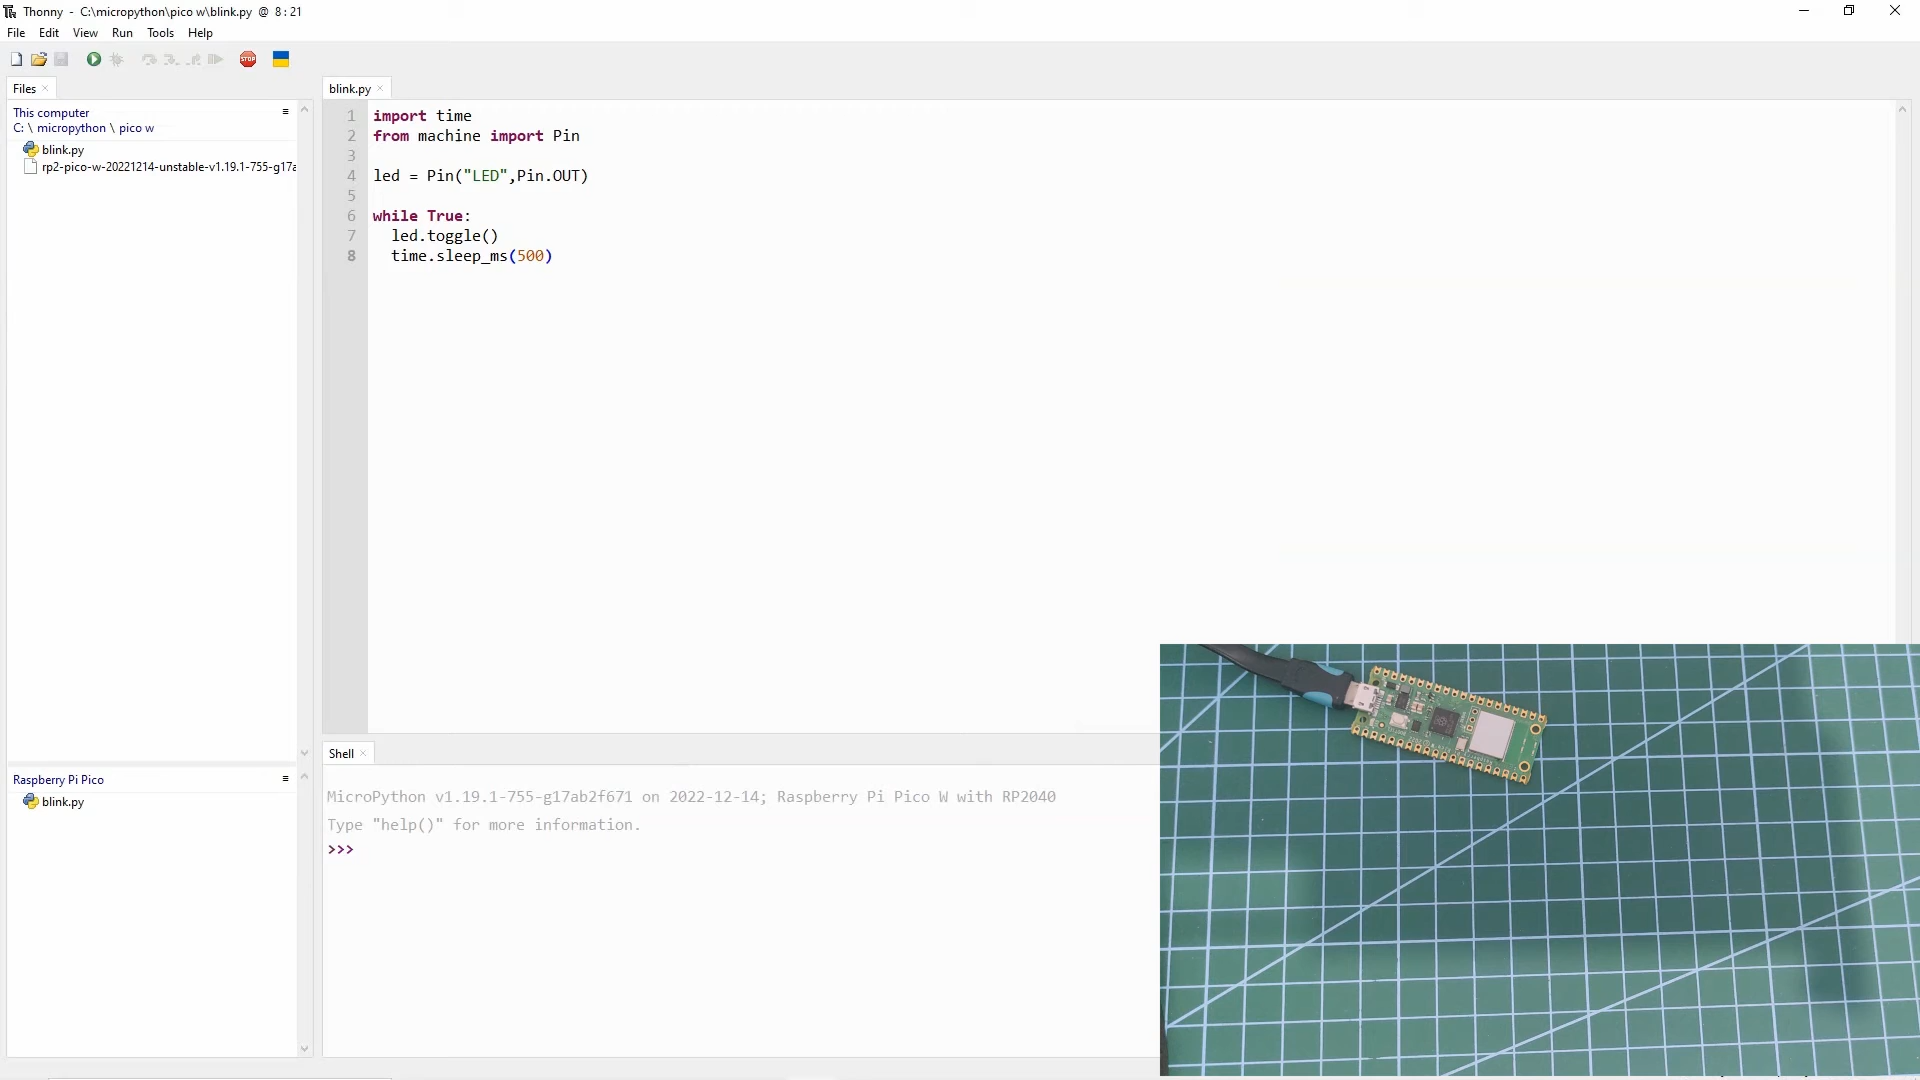 Thonny - C:\micropython\pico w\blink.py @ 8 : 21
File Edit View Run Tools Help
STOP
Files
This computer
C: \ micropython \ pico w
blink.py
rp2-pico-w-20221214-unstable-v1.19.1-755-g17a
Raspberry Pi Pico
blink.py
blink.py
1 import time
2 from machine import Pin
3
4 led = Pin("LED",Pin.OUT)
5
6 while True:
7 led.toggle()
8 time.sleep_ms(500)
Shell
MicroPython v1.19.1-755-g17ab2f671 on 2022-12-14; Raspberry Pi Pico W with RP2040
Type "help()" for more information.
>>>